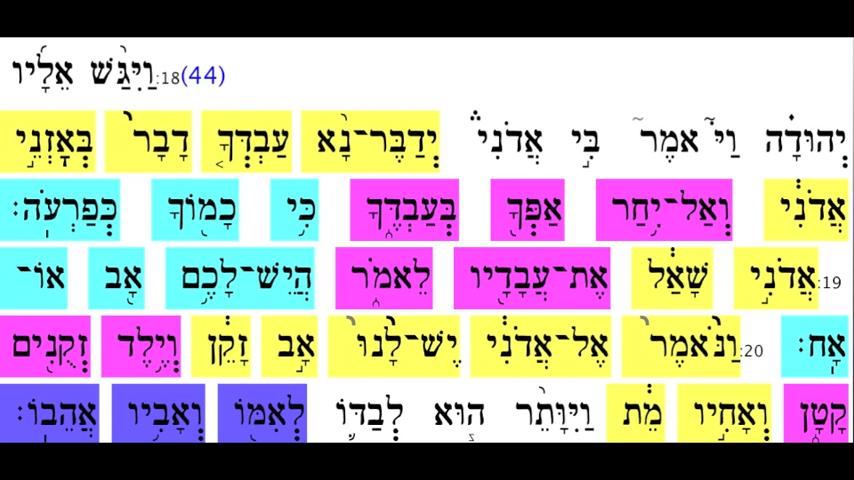 (44)18: וַיִּגַּ֨שׁ אֵלָ֜יו
יְהוּדָ֗ה וַיֹּ֘אמֶר֮ בִּ֣י אֲדֹנִי֒ יְדַבֶּר־נָ֨א עַבְדְּךָ֤ דָבָר֙ בְּאָזְנֵ֣י
אֲדֹנִ֔י וְאַל־יִ֥חַר אַפְּךָ֖ בְּעַבְדֶּ֑ךָ כִּ֥י כָמ֖וֹךָ כְּפַרְעֹֽה׃
19: אֲדֹנִ֣י שָׁאַ֔ל אֶת־עֲבָדָ֖יו לֵאמֹ֑ר הֲיֵשׁ־לָכֶ֥ם אָ֖ב אוֹ־
אָֽח׃ 20: וַנֹּ֙אמֶר֙ אֶל־אֲדֹנִ֔י יֶשׁ־לָ֙נוּ֙ אָ֣ב זָקֵ֔ן וְיֶ֥לֶד זְקֻנִ֖ים
קָטָ֑ן וְאָחִ֣יו מֵ֔ת וַיִּוָּתֵ֨ר ה֧וּא לְבַדּ֛וֹ לְאִמּ֖וֹ וְאָבִ֥יו אֲהֵבֽוֹ׃